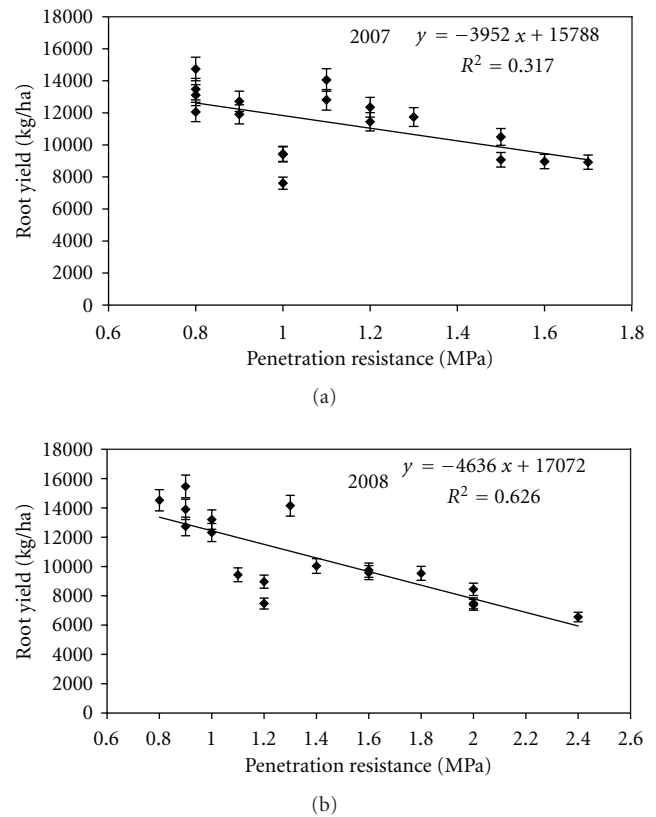 18000
16000
14000
12000
10000
8000
6000
4000
2000
0
Root yield (kg/ha)
2007 y = −3952 x + 15788
R² = 0.317
0.6 0.8 1 1.2 1.4 1.6 1.8
Penetration resistance (MPa)
(a)
18000
16000
14000
12000
10000
8000
6000
4000
2000
0
Root yield (kg/ha)
2008 y = −4636 x + 17072
R² = 0.626
0.6 0.8 1 1.2 1.4 1.6 1.8 2 2.2 2.4 2.6
Penetration resistance (MPa)
(b)